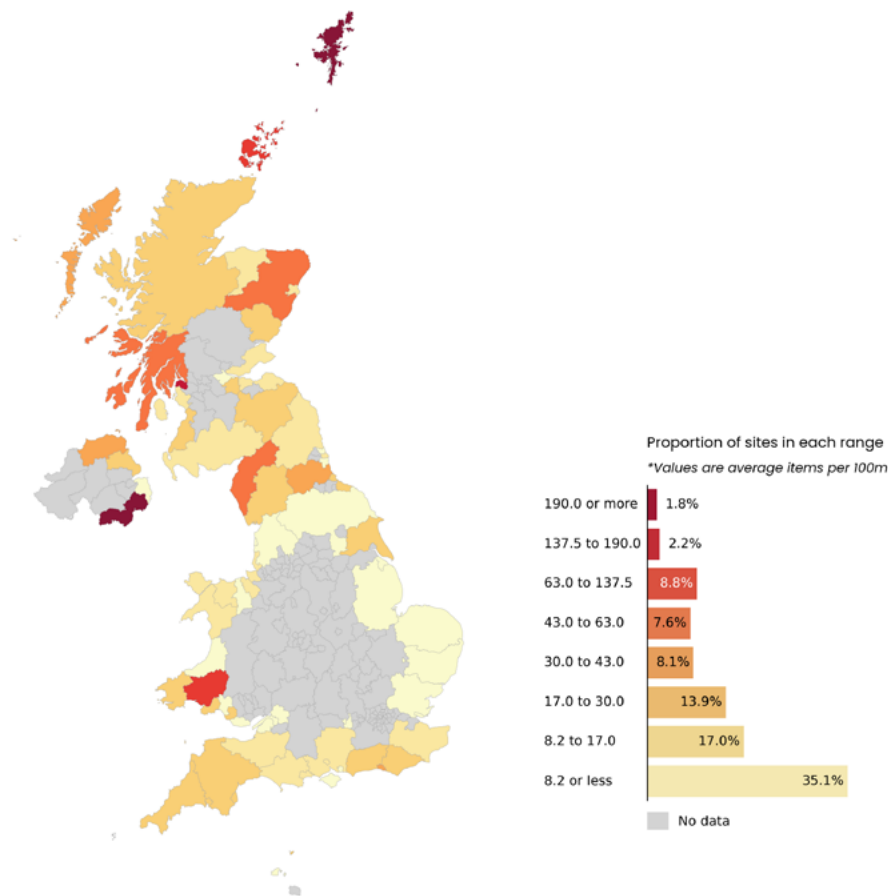 Proportion of sites in each range
*Values are average items per 100m
190.0 or more 1.8%
137.5 to 190.0 2.2%
63.0 to 137.5 8.8%
43.0 to 63.0 7.6%
30.0 to 43.0 8.1%
17.0 to 30.0 13.9%
8.2 to 17.0 17.0%
8.2 or less 35.1%
No data